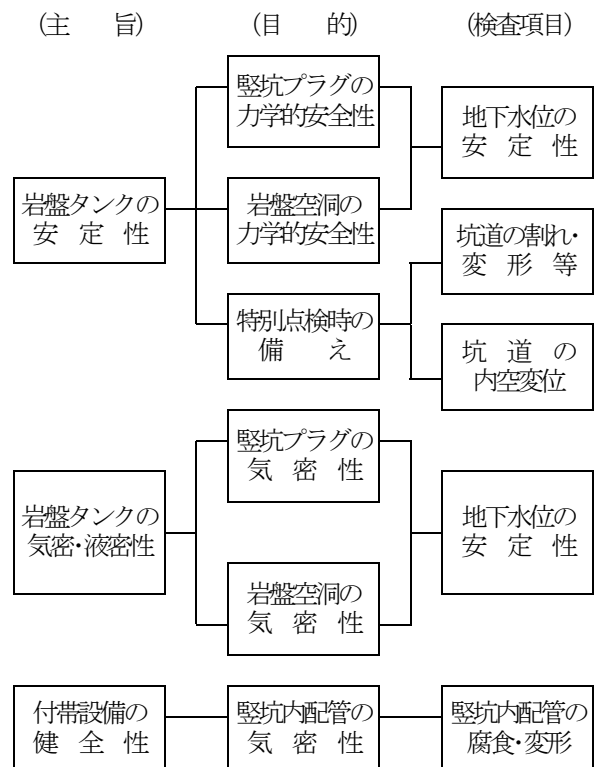 (主　旨)
(目　的)
(検査項目)
竪坑プラグの
力学的安全性
地下水位の
安 定 性
岩盤タンクの
安 定 性
岩盤空洞の
力学的安全性
坑道の割れ・
変 形 等
特別点検時の
備　え
坑 道 の
内空変位
竪坑プラグの
気 密 性
岩盤タンクの
気密・液密性
地下水位の
安 定 性
岩盤空洞の
気 密 性
付帯設備の
健 全 性
竪坑内配管の
気 密 性
竪坑内配管の
腐食・変形